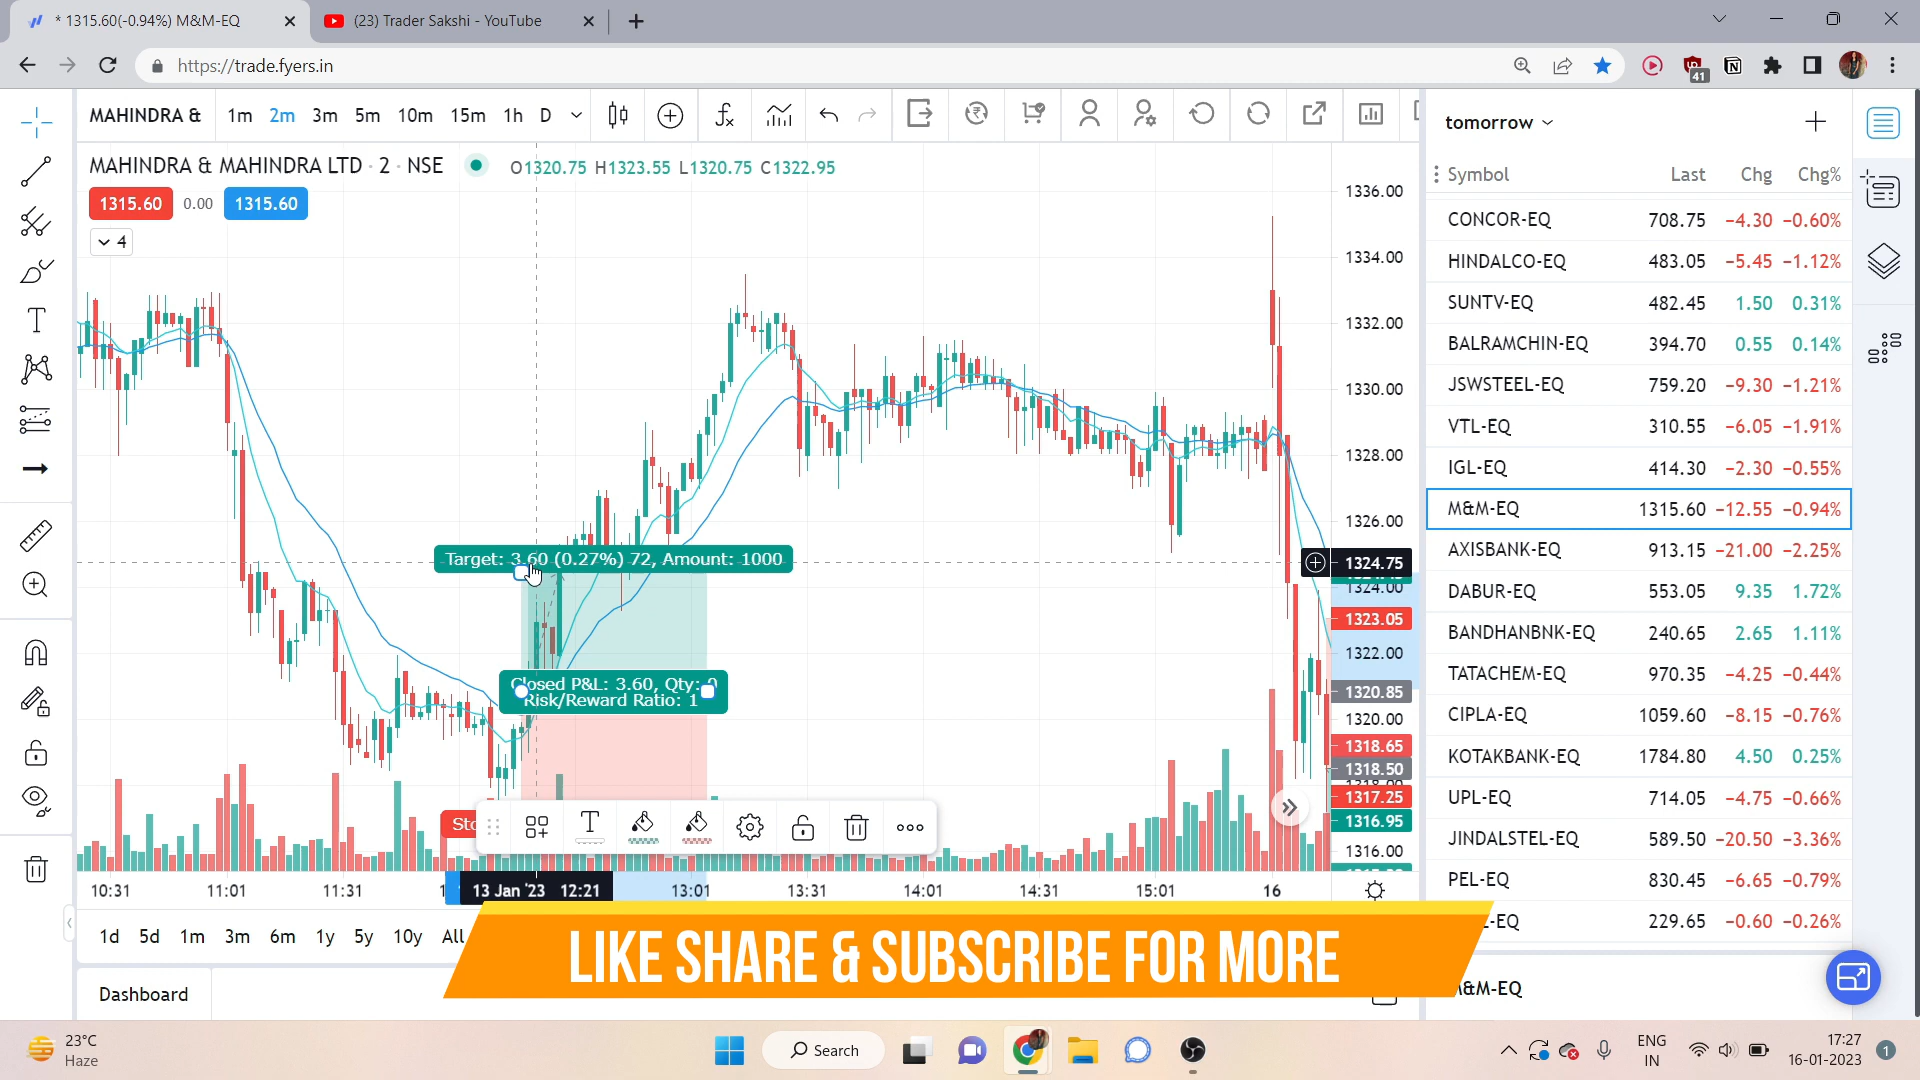 * 1315.60(-0.94%) M&M-EQ
(23) Trader Sakshi - YouTube
https://trade.fyers.in
41
MAHINDRA &
1m 2m 3m 5m 10m 15m 1h D
MAHINDRA & MAHINDRA LTD · 2 · NSE
O1320.75 H1323.55 L1320.75 C1322.95
1315.60 0.00 1315.60
4
Target: 3.60 (0.27%) 72, Amount: 1000
Closed P&L: 3.60, Qty: 0
Risk/Reward Ratio: 1
1336.00
1334.00
1332.00
1330.00
1328.00
1326.00
1324.75
1324.00
1323.05
1322.00
1320.85
1320.00
1318.65
1318.50
1317.25
1316.95
1316.00
10:31 11:01 11:31 13 Jan '23 12:21 13:01 13:31 14:01 14:31 15:01 16
1d 5d 1m 3m 6m 1y 5y 10y All
Dashboard
tomorrow
Symbol Last Chg Chg%
CONCOR-EQ 708.75 −4.30 −0.60%
HINDALCO-EQ 483.05 −5.45 −1.12%
SUNTV-EQ 482.45 1.50 0.31%
BALRAMCHIN-EQ 394.70 0.55 0.14%
JSWSTEEL-EQ 759.20 −9.30 −1.21%
VTL-EQ 310.55 −6.05 −1.91%
IGL-EQ 414.30 −2.30 −0.55%
M&M-EQ 1315.60 −12.55 −0.94%
AXISBANK-EQ 913.15 −21.00 −2.25%
DABUR-EQ 553.05 9.35 1.72%
BANDHANBNK-EQ 240.65 2.65 1.11%
TATACHEM-EQ 970.35 −4.25 −0.44%
CIPLA-EQ 1059.60 −8.15 −0.76%
KOTAKBANK-EQ 1784.80 4.50 0.25%
UPL-EQ 714.05 −4.75 −0.66%
JINDALSTEL-EQ 589.50 −20.50 −3.36%
PEL-EQ 830.45 −6.65 −0.79%
-EQ 229.65 −0.60 −0.26%
M&M-EQ
LIKE SHARE & SUBSCRIBE FOR MORE
23°C
Haze
Search
ENG
IN
17:27
16-01-2023
1